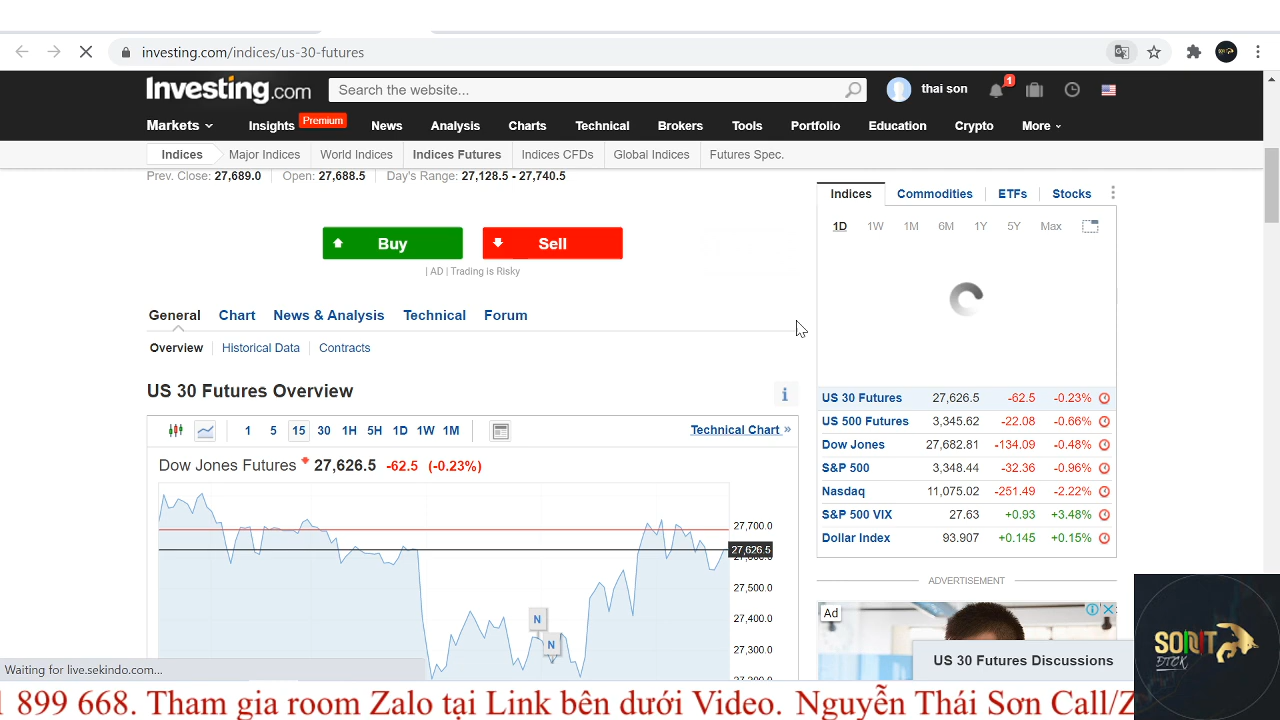 investing.com/indices/us-30-futures
Investing.com
Search the website...
thai son
1
Markets
Insights
Premium
News
Analysis
Charts
Technical
Brokers
Tools
Portfolio
Education
Crypto
More
Indices
Major Indices
World Indices
Indices Futures
Indices CFDs
Global Indices
Futures Spec.
Prev. Close: 27,689.0 Open: 27,688.5 Day's Range: 27,128.5 - 27,740.5
Buy
Sell
| AD | Trading is Risky
General
Chart
News & Analysis
Technical
Forum
Overview
Historical Data
Contracts
US 30 Futures Overview
1 5 15 30 1H 5H 1D 1W 1M
Technical Chart »
Dow Jones Futures 27,626.5 -62.5 (-0.23%)
27,700.0
27,626.5
27,600.0
27,500.0
27,400.0
27,300.0
27,200.0
N
N
Indices
Commodities
ETFs
Stocks
1D 1W 1M 6M 1Y 5Y Max
US 30 Futures 27,626.5 -62.5 -0.23%
US 500 Futures 3,345.62 -22.08 -0.66%
Dow Jones 27,682.81 -134.09 -0.48%
S&P 500 3,348.44 -32.36 -0.96%
Nasdaq 11,075.02 -251.49 -2.22%
S&P 500 VIX 27.63 +0.93 +3.48%
Dollar Index 93.907 +0.145 +0.15%
ADVERTISEMENT
Ad
US 30 Futures Discussions
Waiting for live.sekindo.com...
1 899 668. Tham gia room Zalo tại Link bên dưới Video. Nguyễn Thái Sơn Call/Z